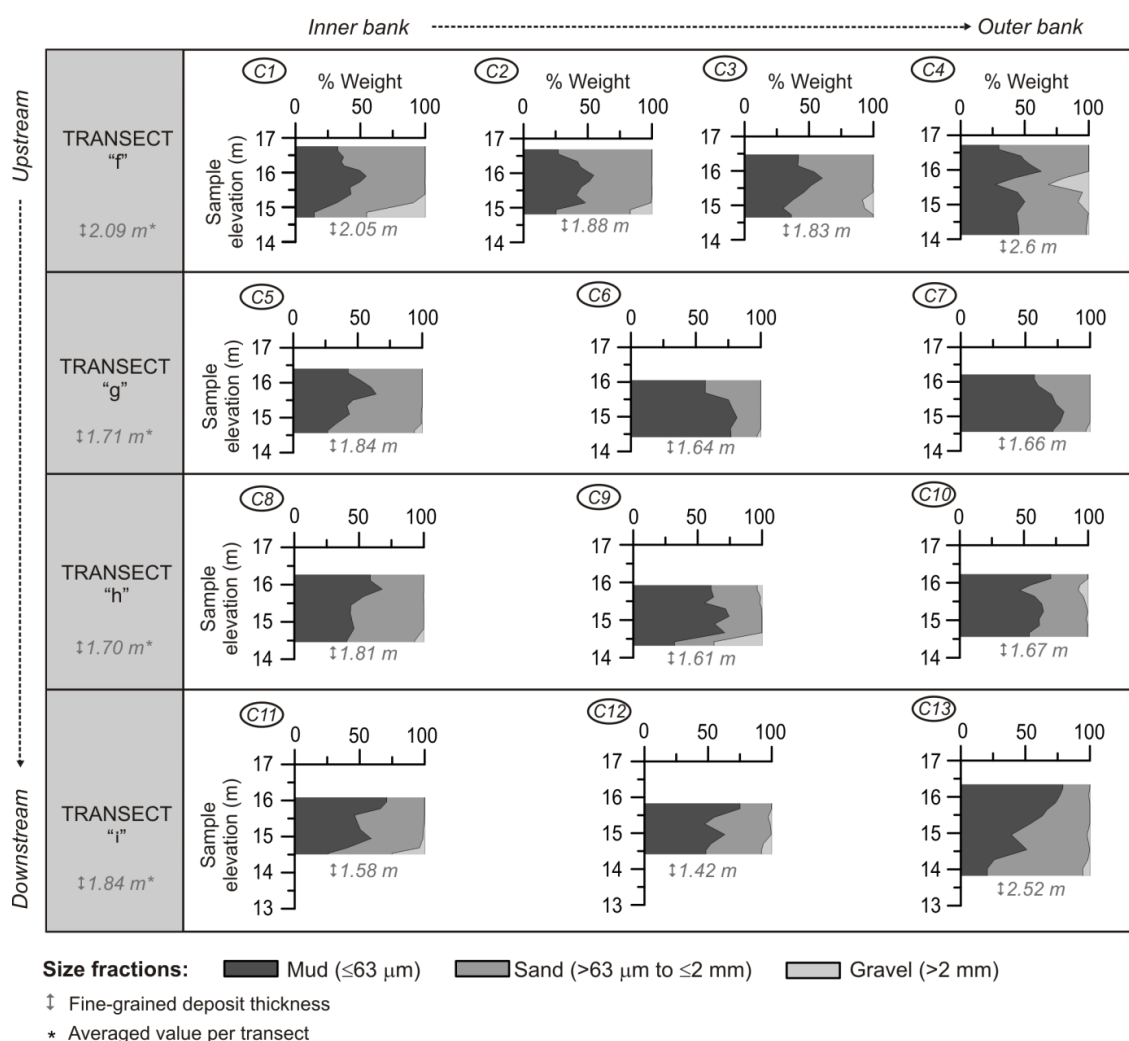 Inner bank
Outer bank
Upstream
Downstream
TRANSECT
"f"
↕2.09 m*
C1
% Weight
0 50 100
Sample
elevation (m)
17
16
15
14
↕2.05 m
C2
% Weight
0 50 100
17
16
15
14
↕1.88 m
C3
% Weight
0 50 100
17
16
15
14
↕1.83 m
C4
% Weight
0 50 100
17
16
15
14
↕2.6 m
TRANSECT
"g"
↕1.71 m*
C5
0 50 100
Sample
elevation (m)
17
16
15
14
↕1.84 m
C6
0 50 100
17
16
15
14
↕1.64 m
C7
0 50 100
17
16
15
14
↕1.66 m
TRANSECT
"h"
↕1.70 m*
C8
0 50 100
Sample
elevation (m)
17
16
15
14
↕1.81 m
C9
0 50 100
17
16
15
14
↕1.61 m
C10
0 50 100
17
16
15
14
↕1.67 m
TRANSECT
"i"
↕1.84 m*
C11
0 50 100
Sample
elevation (m)
17
16
15
14
13
↕1.58 m
C12
0 50 100
17
16
15
14
13
↕1.42 m
C13
0 50 100
17
16
15
14
13
↕2.52 m
Size fractions: Mud (≤63 μm) Sand (>63 μm to ≤2 mm) Gravel (>2 mm)
↕ Fine-grained deposit thickness
* Averaged value per transect